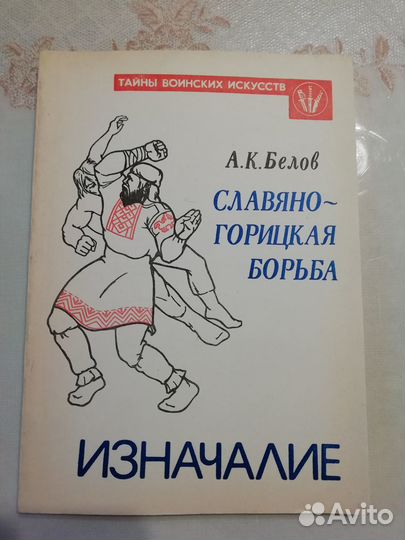 ТАЙНЫ ВОИНСКИХ ИСКУССТВ
А.К.Белов
СЛАВЯНО~
ГОРИЦКАЯ
БОРЬБА
ИЗНАЧАЛИЕ
Avito